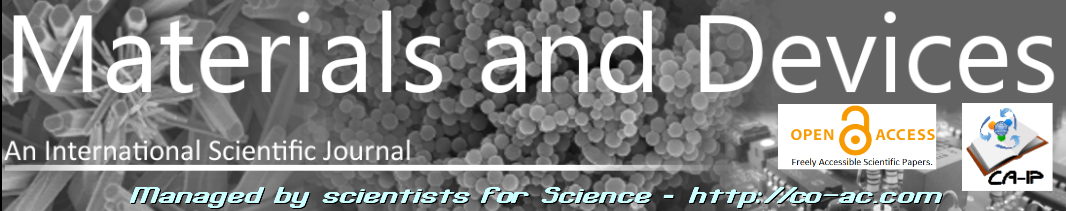 Materials and Devices
OPEN ACCESS
Freely Accessible Scientific Papers.
An International Scientific Journal
CA-IP
Managed by scientists for Science - http://co-ac.com